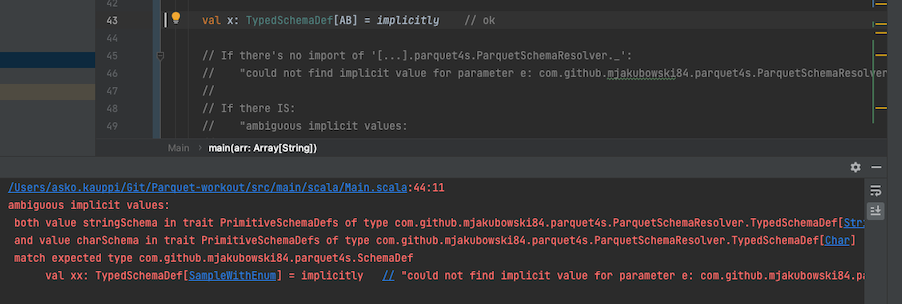 42
43 val x: TypedSchemaDef[AB] = implicitly // ok
44
45 // If there's no import of '[...].parquet4s.ParquetSchemaResolver._':
46 // "could not find implicit value for parameter e: com.github.mjakubowski84.parquet4s.ParquetSchemaResolver
47 //
48 // If there IS:
49 // "ambiguous implicit values:
Main › main(arr: Array[String])
/Users/asko.kauppi/Git/Parquet-workout/src/main/scala/Main.scala:44:11
ambiguous implicit values:
both value stringSchema in trait PrimitiveSchemaDefs of type com.github.mjakubowski84.parquet4s.ParquetSchemaResolver.TypedSchemaDef[Stri
and value charSchema in trait PrimitiveSchemaDefs of type com.github.mjakubowski84.parquet4s.ParquetSchemaResolver.TypedSchemaDef[Char]
match expected type com.github.mjakubowski84.parquet4s.SchemaDef
val xx: TypedSchemaDef[SampleWithEnum] = implicitly // "could not find implicit value for parameter e: com.github.mjakubowski84.pa